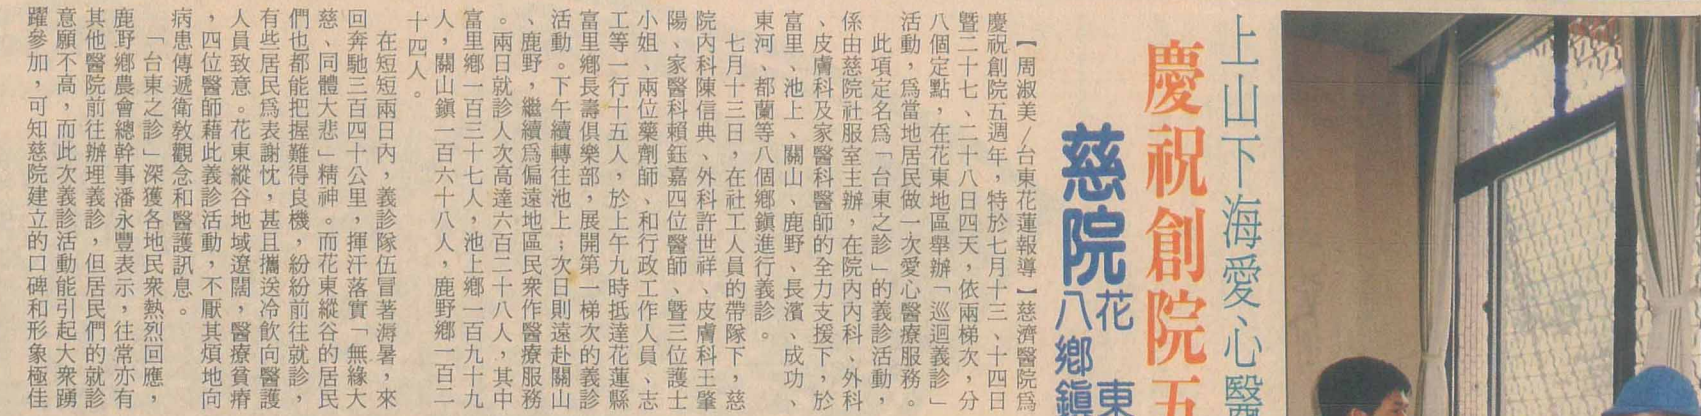 上山下海愛心醫
慶祝創院五
慈院花東
八鄉鎮
【周淑美／台東花蓮報導】慈濟醫院為
慶祝創院五週年，特於七月十三、十四日
暨二十七、二十八日四天，依兩梯次，分
八個定點，在花東地區舉辦「巡迴義診」
活動，為當地居民做一次愛心醫療服務。
此項定名為「台東之診」的義診活動，
係由慈院社服室主辦，在院內內科、外科
、皮膚科及家醫科醫師的全力支援下，於
富里、池上、關山、鹿野、長濱、成功、
東河、都蘭等八個鄉鎮進行義診。
七月十三日，在社工人員的帶隊下，慈
院內科陳信典、外科許世祥、皮膚科王肇
陽、家醫科賴鈺嘉四位醫師、暨三位護士
小姐、兩位藥劑師、和行政工作人員、志
工等一行十五人，於上午九時抵達花蓮縣
富里鄉長壽俱樂部，展開第一梯次的義診
活動。下午續轉往池上；次日則遠赴關山
、鹿野，繼續為偏遠地區民眾作醫療服務
。兩日就診人次高達六百二十八人，其中
富里鄉一百三十七人，池上鄉一百九十九
人，關山鎮一百六十八人，鹿野鄉一百二
十四人。
在短短兩日內，義診隊伍冒著溽暑，來
回奔馳三百四十公里，揮汗落實「無緣大
慈、同體大悲」精神。而花東縱谷的居民
們也都能把握難得良機，紛紛前往就診，
有些居民為表謝忱，甚且攜送冷飲向醫護
人員致意。花東縱谷地域遼闊，醫療貧瘠
，四位醫師藉此義診活動，不厭其煩地向
病患傳遞衛教觀念和醫護訊息。
「台東之診」深獲各地民眾熱烈回應，
鹿野鄉農會總幹事潘永豐表示，往常亦有
其他醫院前往辦理義診，但居民們的就診
意願不高，而此次義診活動能引起大眾踴
躍參加，可知慈院建立的口碑和形象極佳